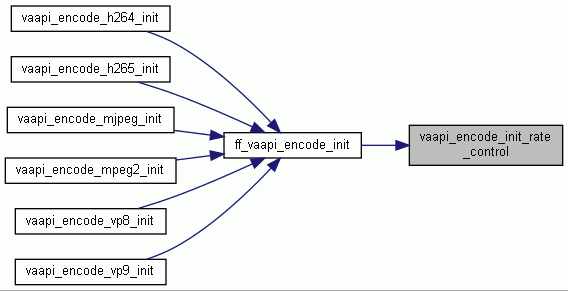 vaapi_encode_h264_init
vaapi_encode_h265_init
vaapi_encode_mjpeg_init
vaapi_encode_mpeg2_init
vaapi_encode_vp8_init
vaapi_encode_vp9_init
ff_vaapi_encode_init
vaapi_encode_init_rate
_control